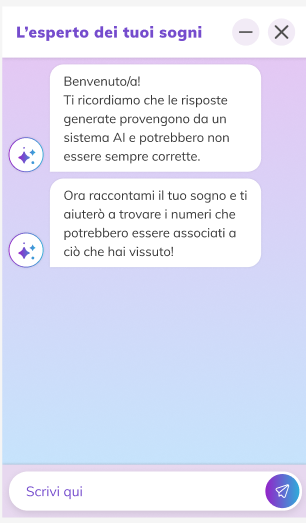 L'esperto dei tuoi sogni
Benvenuto/a!
Ti ricordiamo che le risposte
generate provengono da un
sistema AI e potrebbero non
essere sempre corrette.
Ora raccontami il tuo sogno e ti
aiuterò a trovare i numeri che
potrebbero essere associati a
ciò che hai vissuto!
Scrivi qui